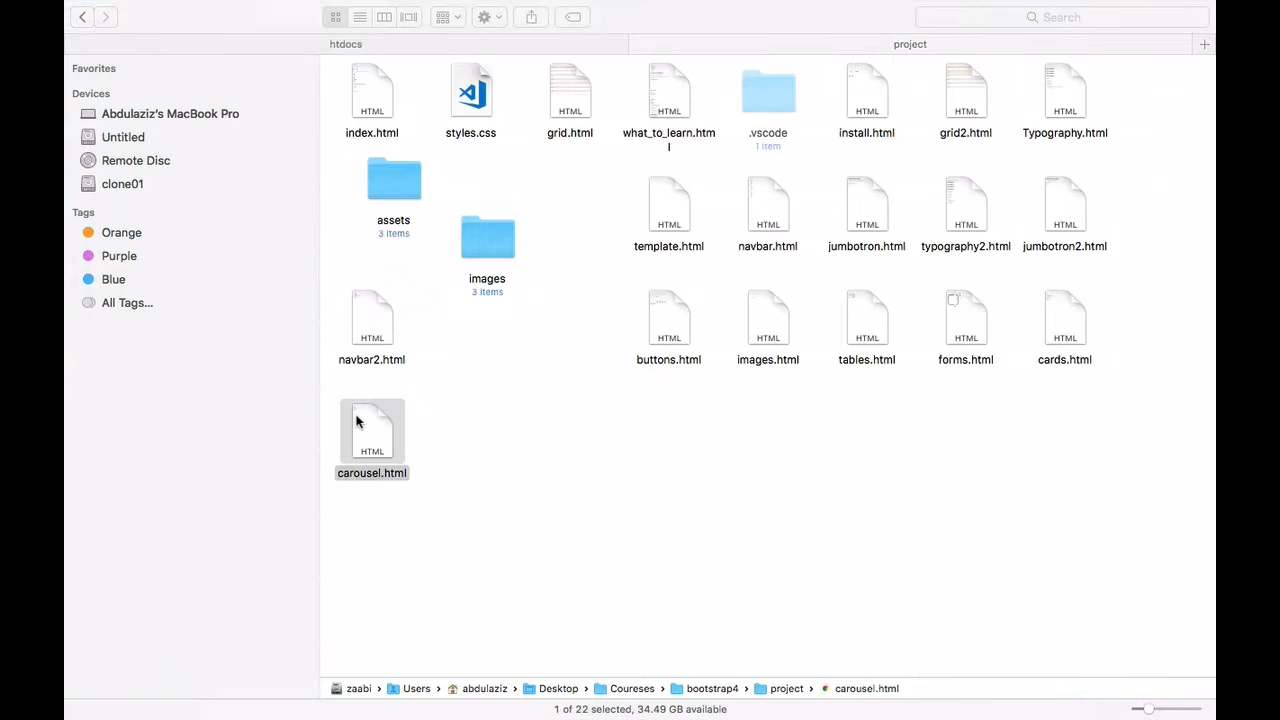 Search
htdocs
project
Favorites
Devices
Abdulaziz's MacBook Pro
Untitled
Remote Disc
clone01
Tags
Orange
Purple
Blue
All Tags...
HTML
HTML
HTML
HTML
HTML
HTML
index.html
styles.css
grid.html
what_to_learn.htm
l
.vscode
1 item
install.html
grid2.html
Typography.html
assets
3 items
images
3 items
HTML
HTML
HTML
HTML
HTML
template.html
navbar.html
jumbotron.html
typography2.html
jumbotron2.html
HTML
HTML
HTML
HTML
HTML
HTML
navbar2.html
buttons.html
images.html
tables.html
forms.html
cards.html
HTML
carousel.html
zaabi › Users › abdulaziz › Desktop › Coureses › bootstrap4 › project › carousel.html
1 of 22 selected, 34.49 GB available